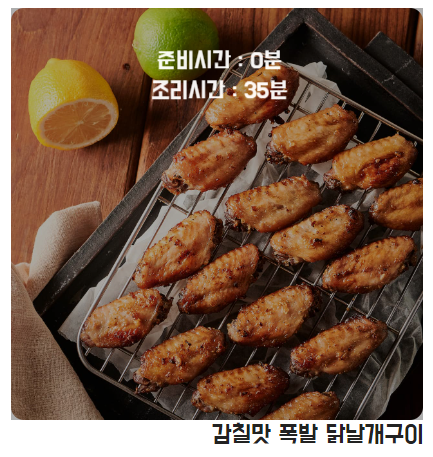 준비시간 : 0분
조리시간 : 35분
감칠맛 폭발 닭날개구이